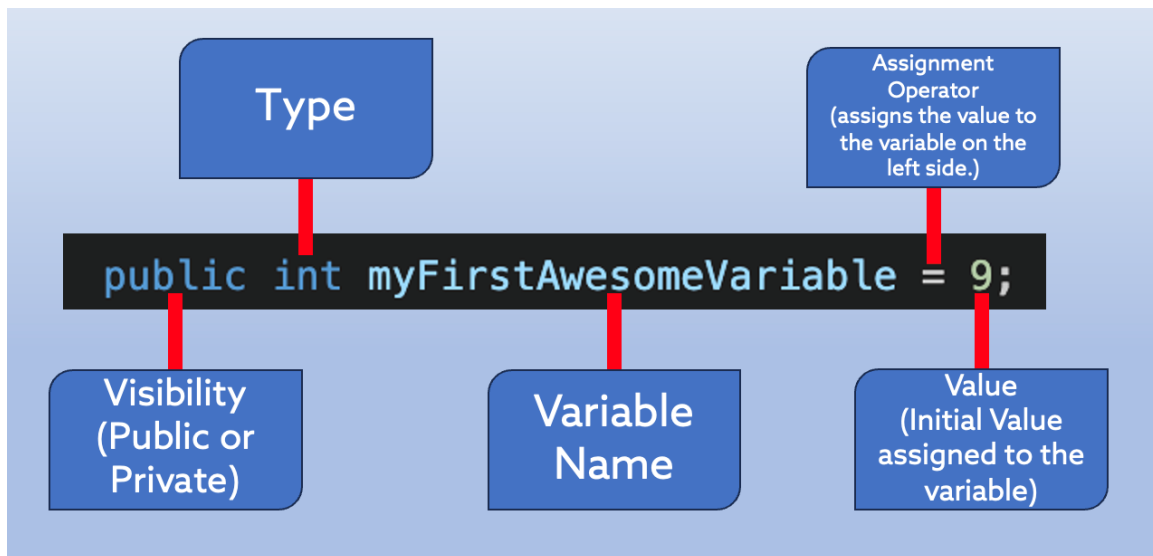 Type
Assignment
Operator
(assigns the value to
the variable on the
left side.)
public int myFirstAwesomeVariable = 9;
Visibility
(Public or
Private)
Variable
Name
Value
(Initial Value
assigned to the
variable)